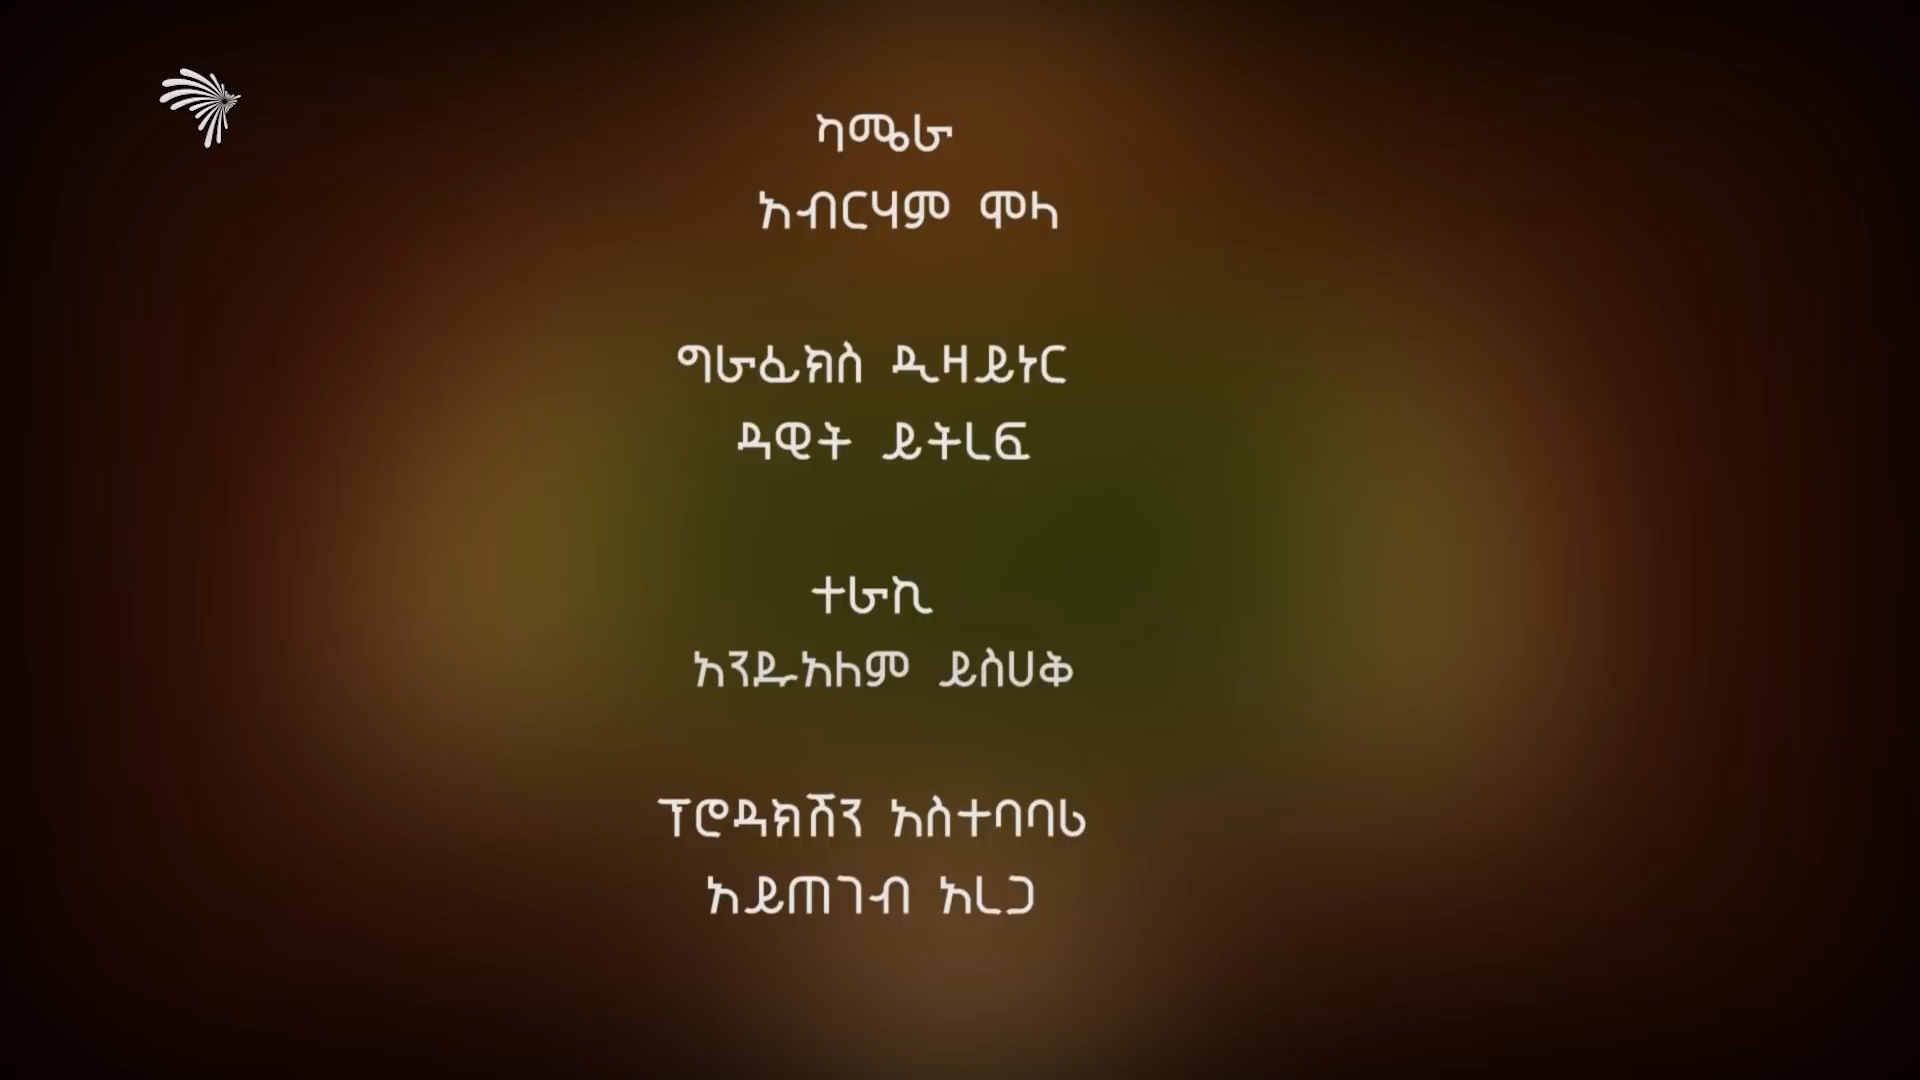 ካሜራ
አብርሃም ሞላ
ግራፊክስ ዲዛይነር
ዳዊት ይትረፍ
ተራኪ
አንዱአለም ይስሀቅ
ፕሮዳክሽን አስተባባሪ
አይጠገብ አረጋ